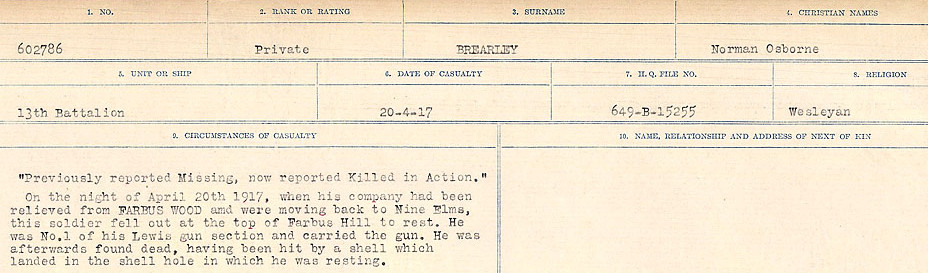 1. NO. 2. RANK OR RATING 3. SURNAME 4. CHRISTIAN NAMES
602786 Private BREARLEY Norman Osborne
5. UNIT OR SHIP 6. DATE OF CASUALTY 7. H.Q. FILE NO. 8. RELIGION
13th Battalion 20-4-17 649-B-15255 Wesleyan
9. CIRCUMSTANCES OF CASUALTY 10. NAME, RELATIONSHIP AND ADDRESS OF NEXT OF KIN
"Previously reported Missing, now reported Killed in Action."
On the night of April 20th 1917, when his company had been
relieved from FARBUS WOOD amd were moving back to Nine Elms,
this soldier fell out at the top of Farbus Hill to rest. He
was No.1 of his Lewis gun section and carried the gun. He was
afterwards found dead, having been hit by a shell which
landed in the shell hole in which he was resting.